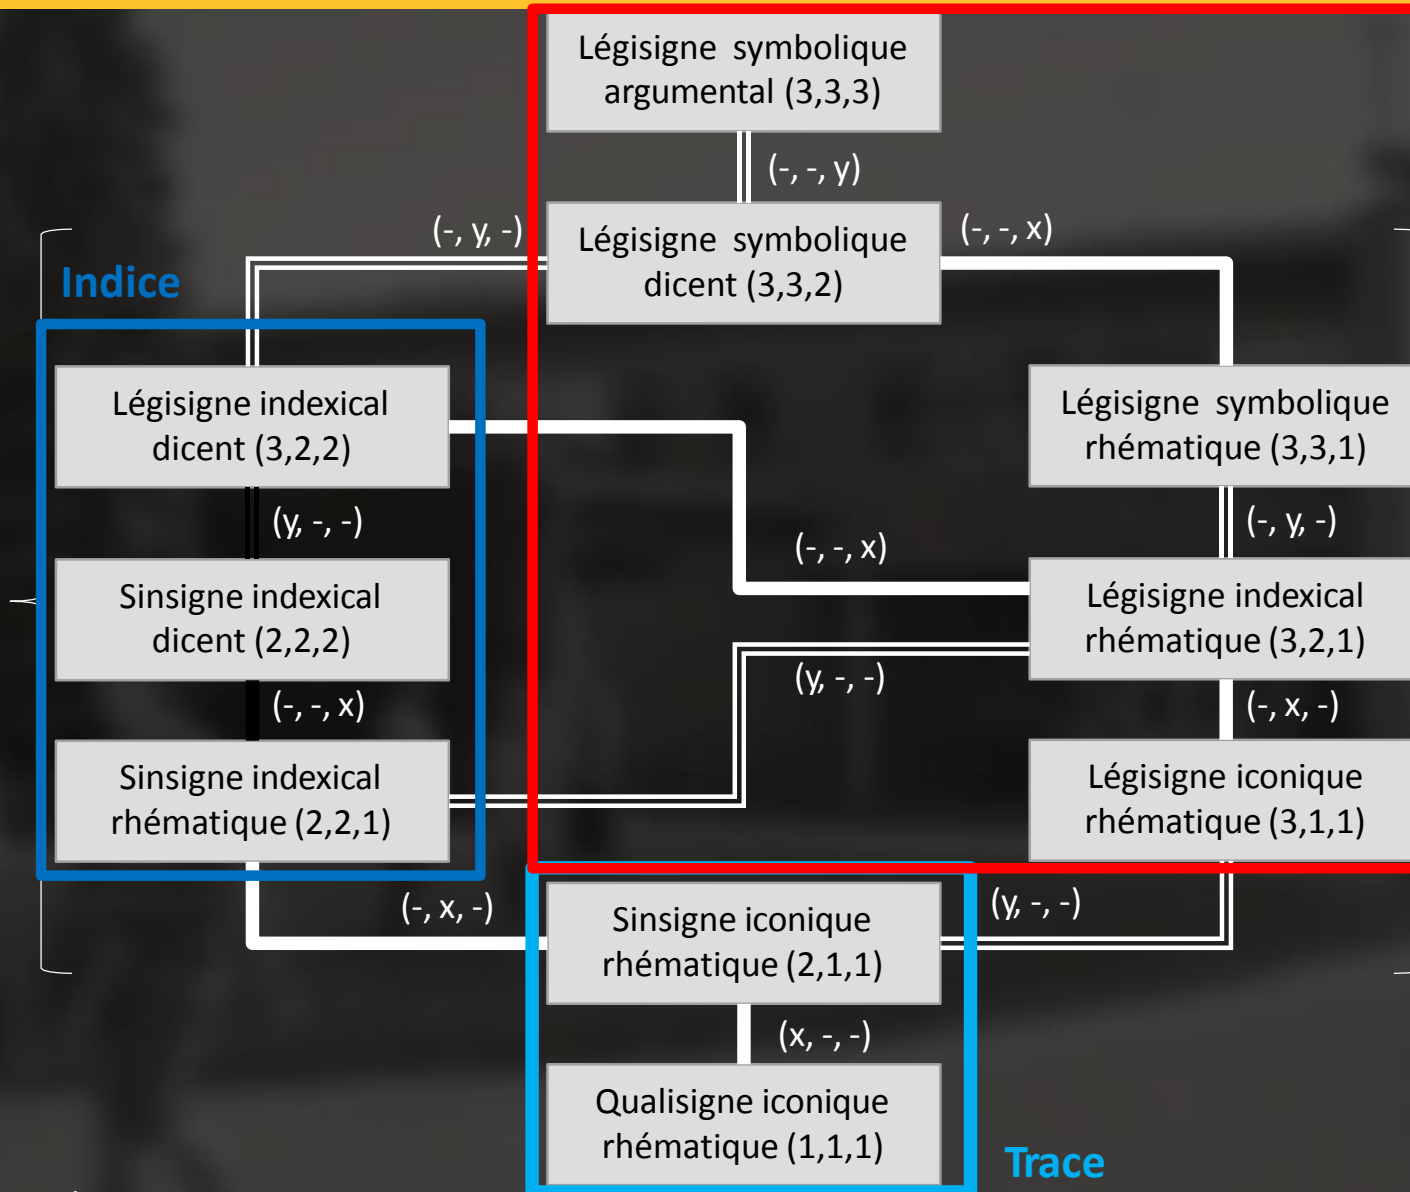 Légisigne symbolique
argumental (3,3,3)
(-, -, y)
(-, y, -)
Légisigne symbolique
dicent (3,3,2)
(-, -, x)
Indice
Légisigne indexical
dicent (3,2,2)
Légisigne symbolique
rhématique (3,3,1)
(y, -, -)
(-, -, x)
(-, y, -)
Sinsigne indexical
dicent (2,2,2)
Légisigne indexical
rhématique (3,2,1)
(-, -, x)
(y, -, -)
(-, x, -)
Sinsigne indexical
rhématique (2,2,1)
Légisigne iconique
rhématique (3,1,1)
(-, x, -)
Sinsigne iconique
rhématique (2,1,1)
(y, -, -)
(x, -, -)
Qualisigne iconique
rhématique (1,1,1)
Trace